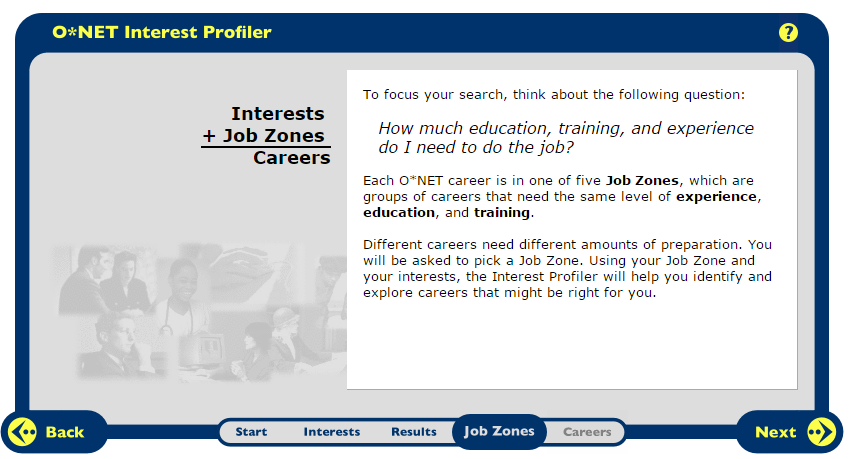 O*NET Interest Profiler
?
Interests
+ Job Zones
Careers
To focus your search, think about the following question:
How much education, training, and experience
do I need to do the job?
Each O*NET career is in one of five Job Zones, which are
groups of careers that need the same level of experience,
education, and training.
Different careers need different amounts of preparation. You
will be asked to pick a Job Zone. Using your Job Zone and
your interests, the Interest Profiler will help you identify and
explore careers that might be right for you.
Back
Start
Interests
Results
Job Zones
Careers
Next